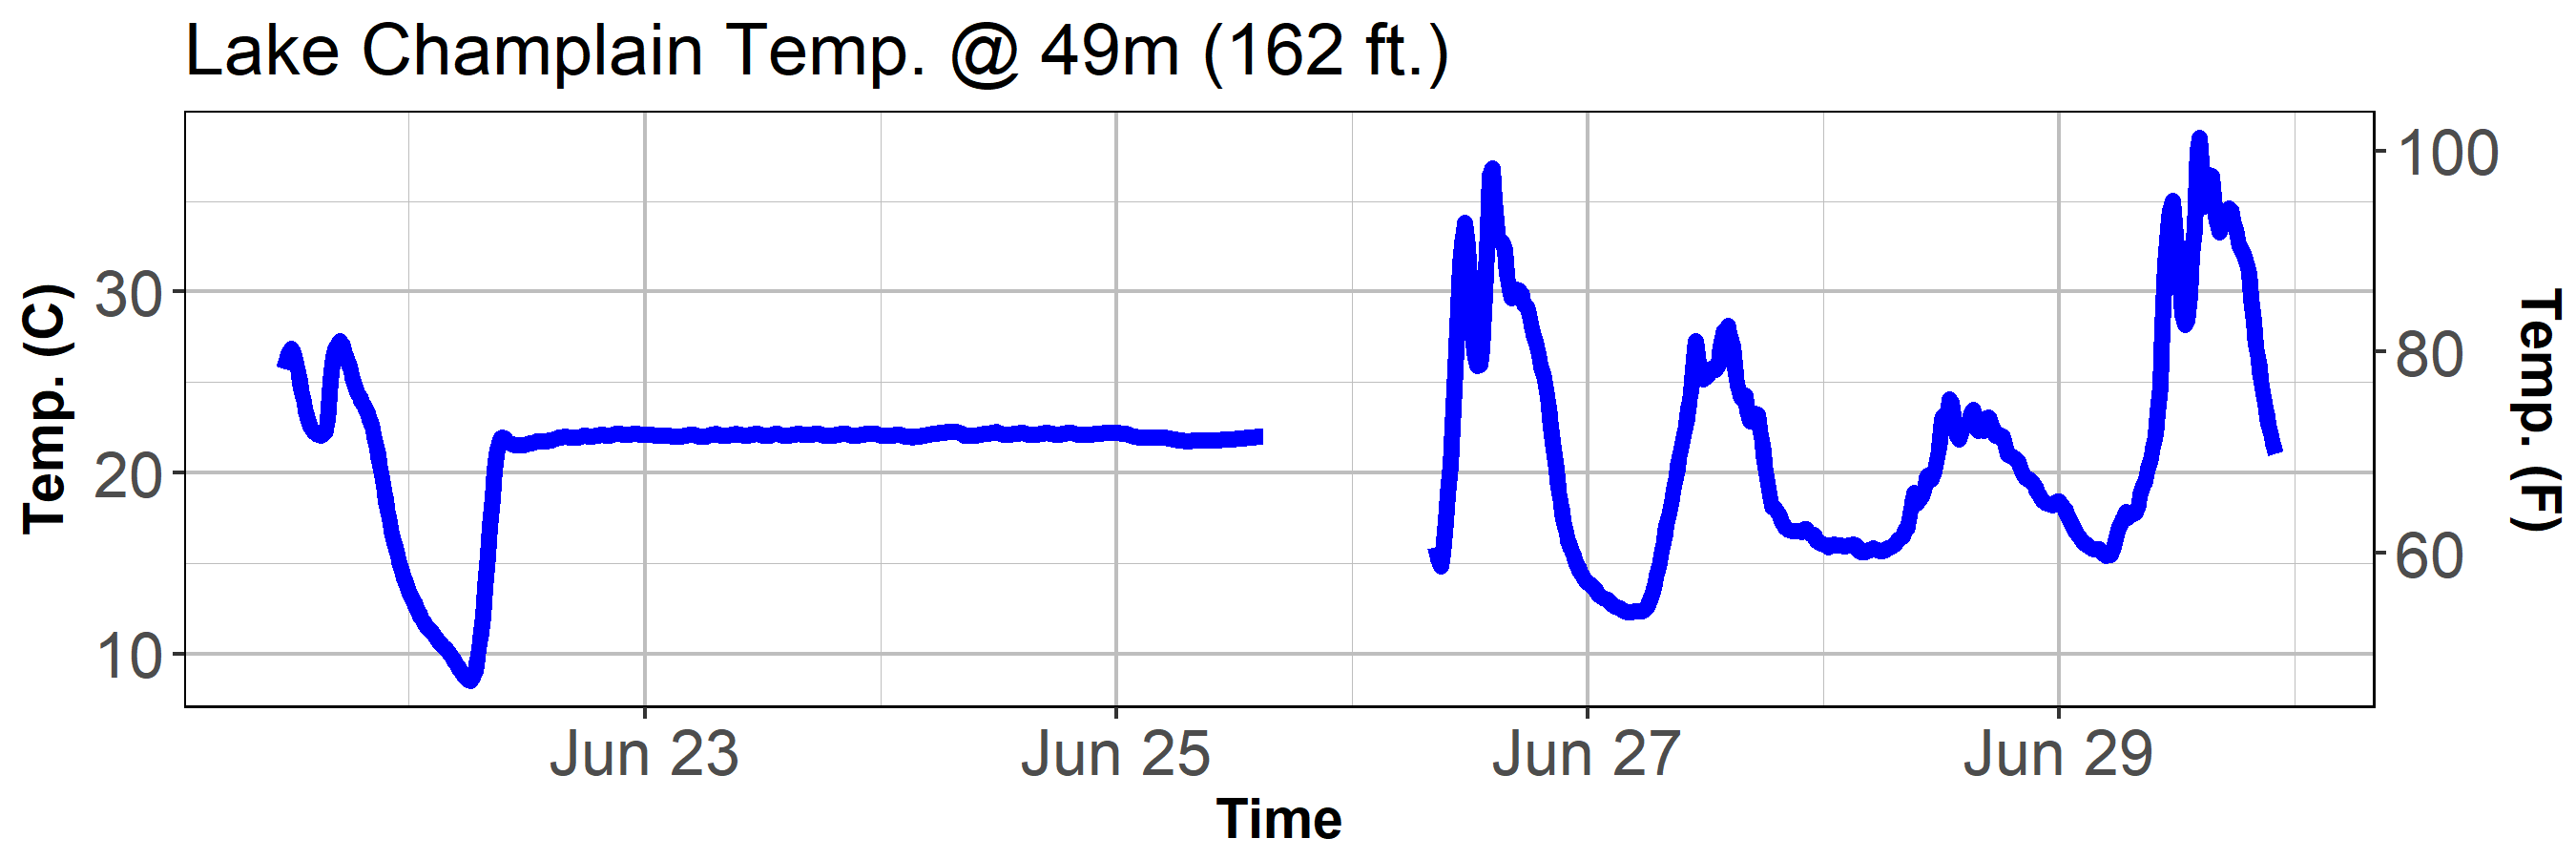 Lake Champlain Temp. @ 49m (162 ft.)
Temp. (C)
30
20
10
100
80
60
Temp. (F)
Jun 23
Jun 25
Jun 27
Jun 29
Time